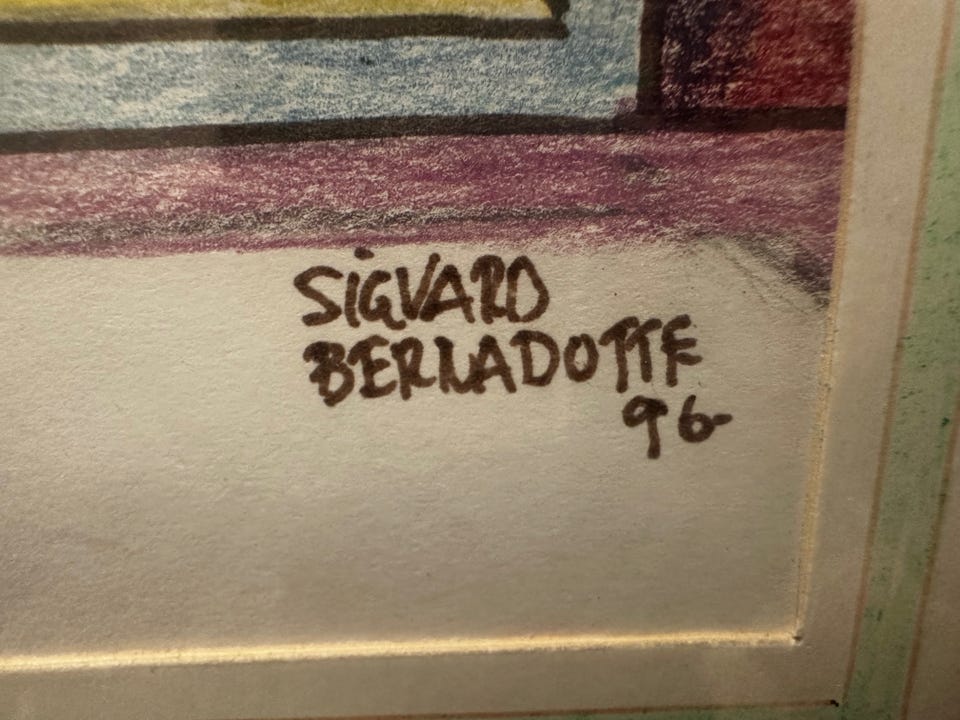 SIGVARD
BERNADOTTE
96-